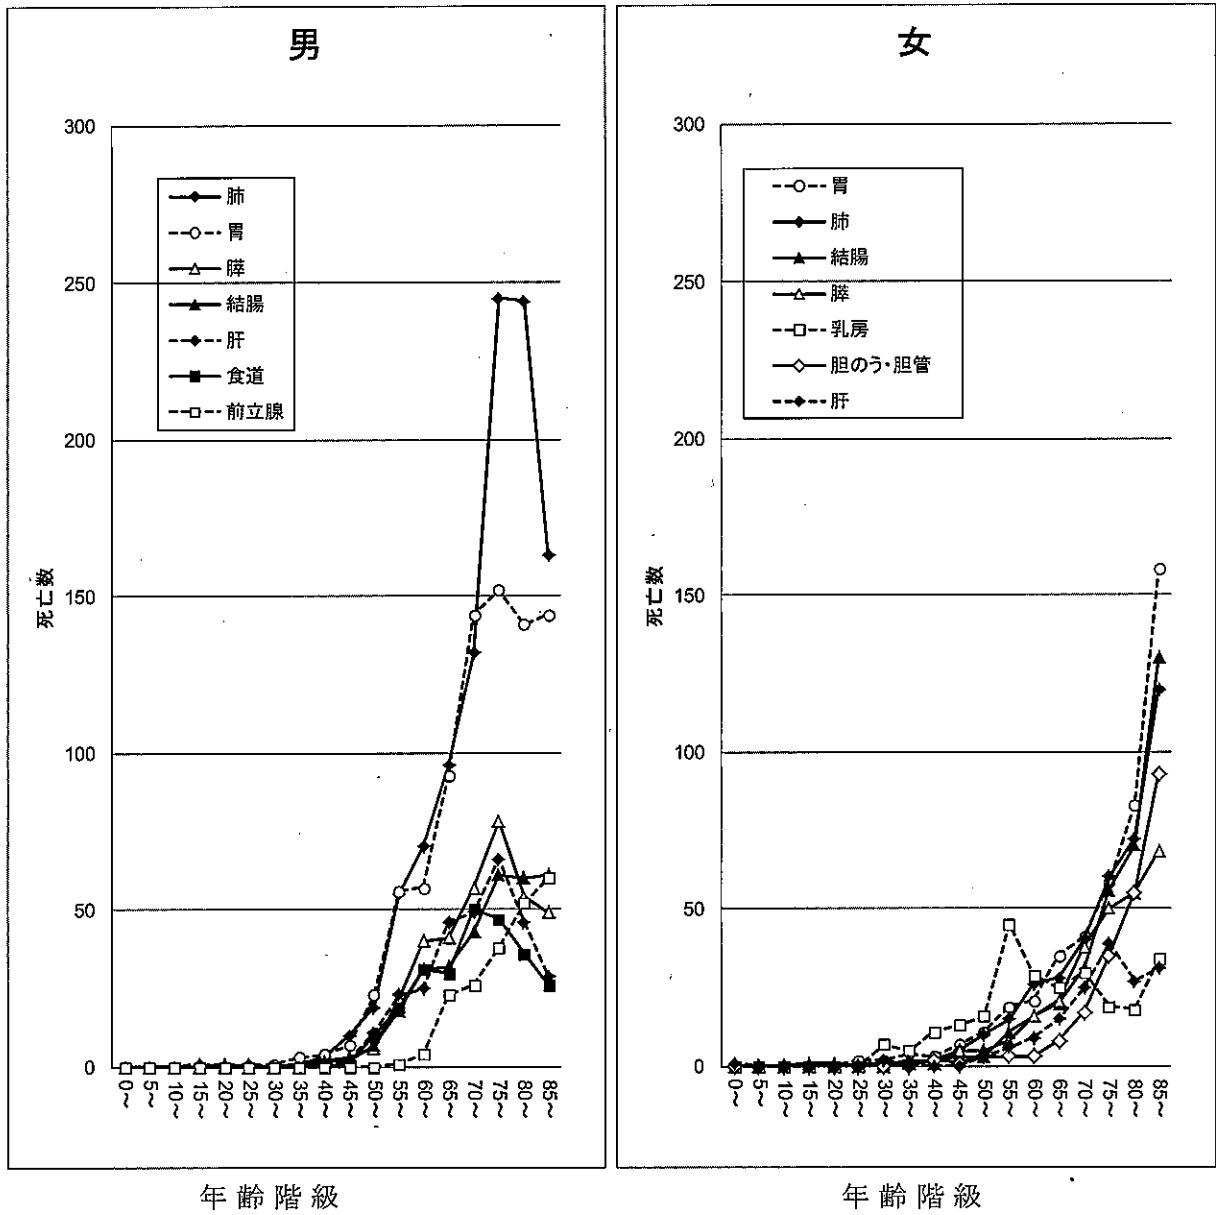 男
300
250
200
150
100
50
0
死亡数
肺
胃
膵
結腸
肝
食道
前立腺
0~
5~
10~
15~
20~
25~
30~
35~
40~
45~
50~
55~
60~
65~
70~
75~
80~
85~
年齢階級
女
300
250
200
150
100
50
0
死亡数
胃
肺
結腸
膵
乳房
胆のう・胆管
肝
0~
5~
10~
15~
20~
25~
30~
35~
40~
45~
50~
55~
60~
65~
70~
75~
80~
85~
年齢階級